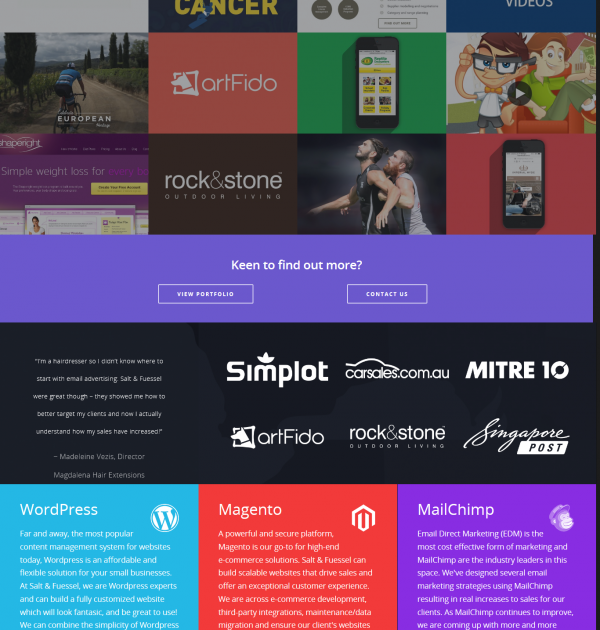 CANCER
FIND OUT MORE
VIDEOS
EUROPEAN
artFido
shaperight
Simple weight loss for every bo
Create Your Free Account
rock&stone
OUTDOOR LIVING
Keen to find out more?
VIEW PORTFOLIO
CONTACT US
"I'm a hairdresser so I didn't know where to
start with email advertising. Salt & Fuessel
were great though – they showed me how to
better target my clients and now I actually
understand how my sales have increased!"
– Madeleine Vezis, Director
Magdalena Hair Extensions
Simplot
carsales.com.au
MITRE 10
artFido
rock&stone
OUTDOOR LIVING
Singapore
POST
WordPress
Far and away, the most popular
content management system for websites
today, Wordpress is an affordable and
flexible solution for your small businesses.
At Salt & Fuessel, we are Wordpress experts
and can build a fully customized website
which will look fantasic, and be great to use!
We can combine the simplicity of Wordpress
Magento
A powerful and secure platform,
Magento is our go-to for high-end
e-commerce solutions. Salt & Fuessel can
build scalable websites that drive sales and
offer an exceptional customer experience.
We are across e-commerce development,
third-party integrations, maintenance/data
migration and ensure our client's websites
MailChimp
Email Direct Marketing (EDM) is the
most cost effective form of marketing and
MailChimp are the industry leaders in this
space. We've designed several email
marketing strategies using MailChimp
resulting in real increases to sales for our
clients. As MailChimp continues to improve,
we are coming up with more and more